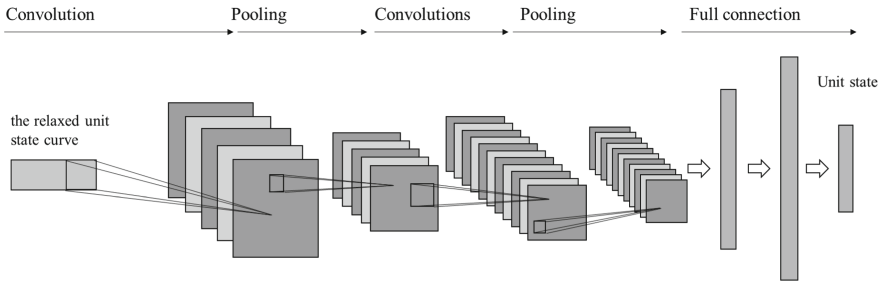 Convolution
Pooling
Convolutions
Pooling
Full connection
the relaxed unit
state curve
Unit state